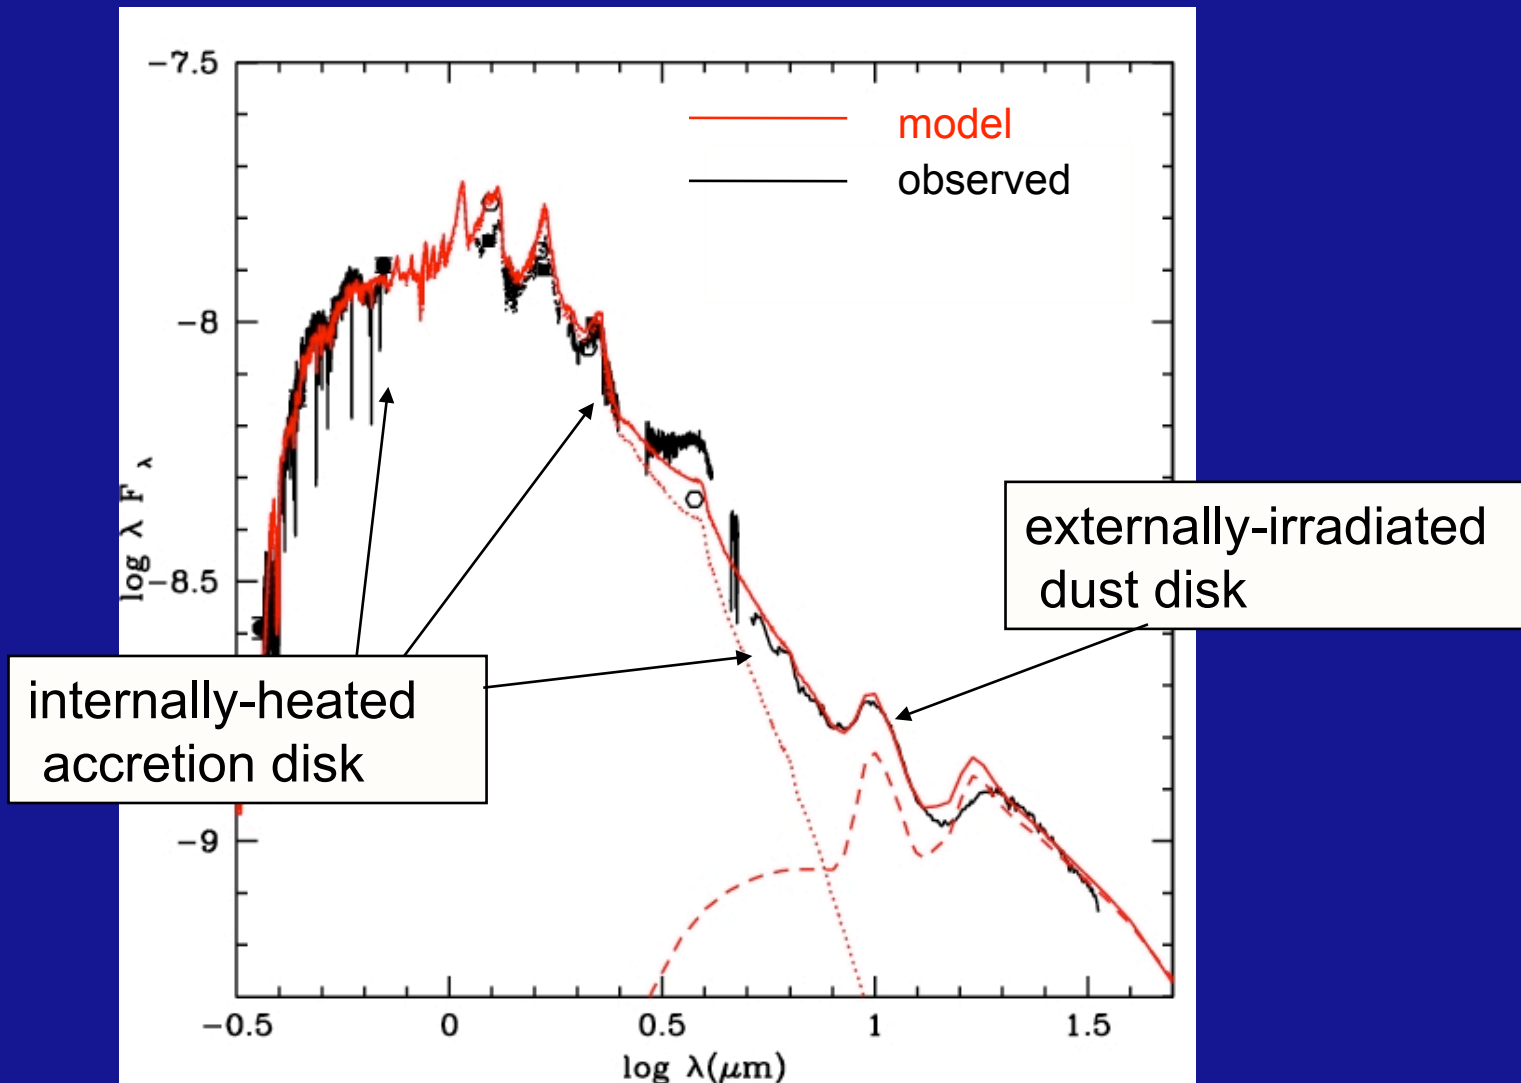 −7.5
model
observed
−8
log λ F λ
−8.5
externally-irradiated
dust disk
internally-heated
accretion disk
−9
−0.5 0 0.5 1 1.5
log λ(μm)